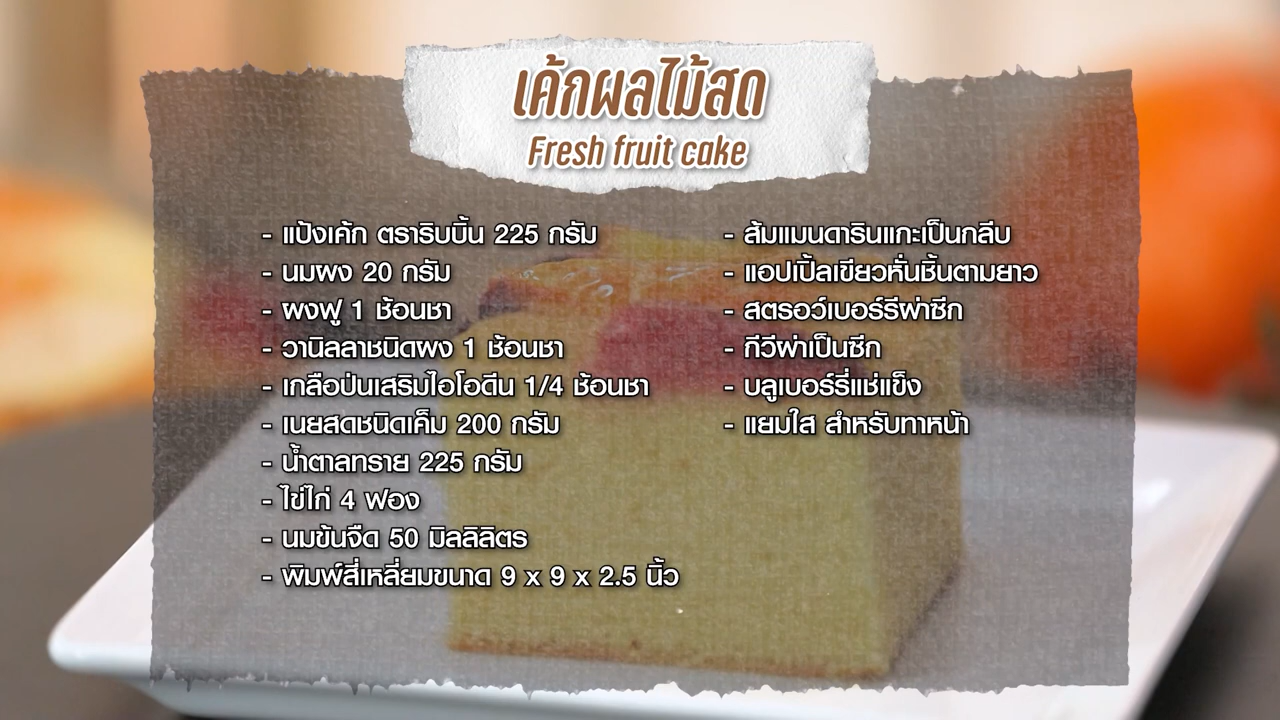 เค้กผลไม้สด
Fresh fruit cake
- แป้งเค้ก ตราริบบิ้น 225 กรัม
- นมผง 20 กรัม
- ผงฟู 1 ช้อนชา
- วานิลลาชนิดผง 1 ช้อนชา
- เกลือป่นเสริมไอโอดีน 1/4 ช้อนชา
- เนยสดชนิดเค็ม 200 กรัม
- น้ำตาลทราย 225 กรัม
- ไข่ไก่ 4 ฟอง
- นมข้นจืด 50 มิลลิลิตร
- พิมพ์สี่เหลี่ยมขนาด 9 x 9 x 2.5 นิ้ว
- ส้มแมนดารินแกะเป็นกลีบ
- แอปเปิ้ลเขียวหั่นชิ้นตามยาว
- สตรอว์เบอร์รีผ่าซีก
- กีวีผ่าเป็นซีก
- บลูเบอร์รี่แช่แข็ง
- แยมใส สำหรับทาหน้า